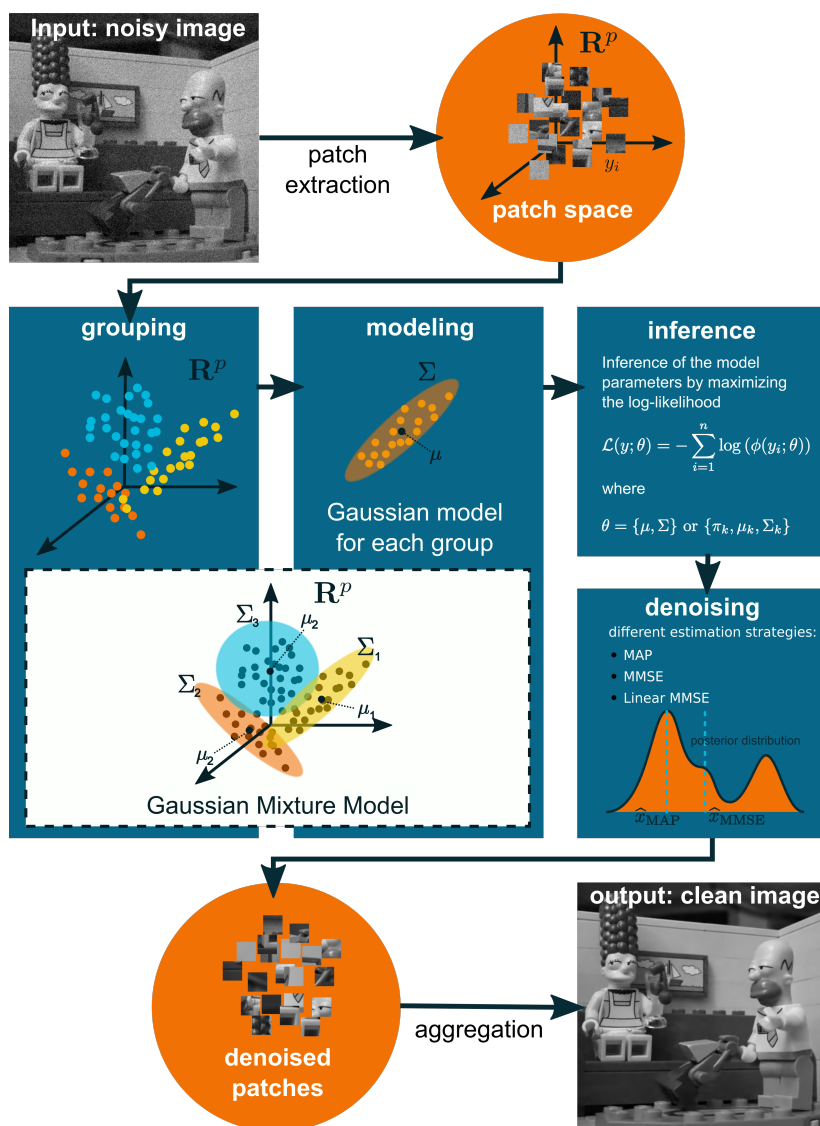 Input: noisy image
R^p
y_i
patch space
patch
extraction
grouping
R^p
modeling
Σ
μ
Gaussian model
for each group
inference
Inference of the model
parameters by maximizing
the log-likelihood
L(y; θ) = − ∑_{i=1}^{n} log (ϕ(y_i; θ))
where
θ = {μ, Σ} or {π_k, μ_k, Σ_k}
R^p
Σ_3
μ_2
Σ_1
Σ_2
μ_1
μ_2
Gaussian Mixture Model
denoising
different estimation strategies:
• MAP
• MMSE
• Linear MMSE
posterior distribution
x̂_MAP
x̂_MMSE
denoised
patches
aggregation
output: clean image